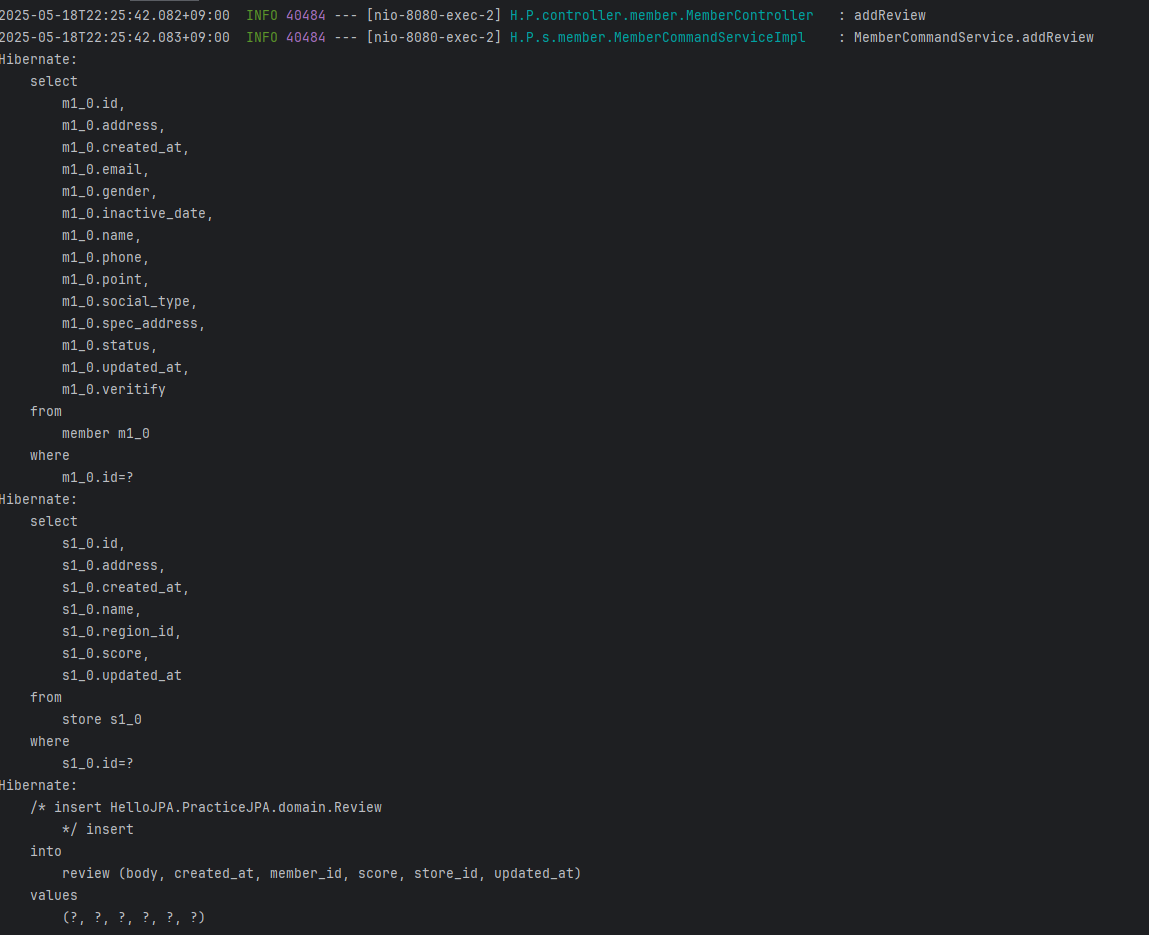 2025-05-18T22:25:42.082+09:00  INFO 40484 --- [nio-8080-exec-2] H.P.controller.member.MemberController   : addReview
2025-05-18T22:25:42.083+09:00  INFO 40484 --- [nio-8080-exec-2] H.P.s.member.MemberCommandServiceImpl    : MemberCommandService.addReview
Hibernate:
    select
        m1_0.id,
        m1_0.address,
        m1_0.created_at,
        m1_0.email,
        m1_0.gender,
        m1_0.inactive_date,
        m1_0.name,
        m1_0.phone,
        m1_0.point,
        m1_0.social_type,
        m1_0.spec_address,
        m1_0.status,
        m1_0.updated_at,
        m1_0.veritify
    from
        member m1_0
    where
        m1_0.id=?
Hibernate:
    select
        s1_0.id,
        s1_0.address,
        s1_0.created_at,
        s1_0.name,
        s1_0.region_id,
        s1_0.score,
        s1_0.updated_at
    from
        store s1_0
    where
        s1_0.id=?
Hibernate:
    /* insert HelloJPA.PracticeJPA.domain.Review
        */ insert
    into
        review (body, created_at, member_id, score, store_id, updated_at)
    values
        (?, ?, ?, ?, ?, ?)